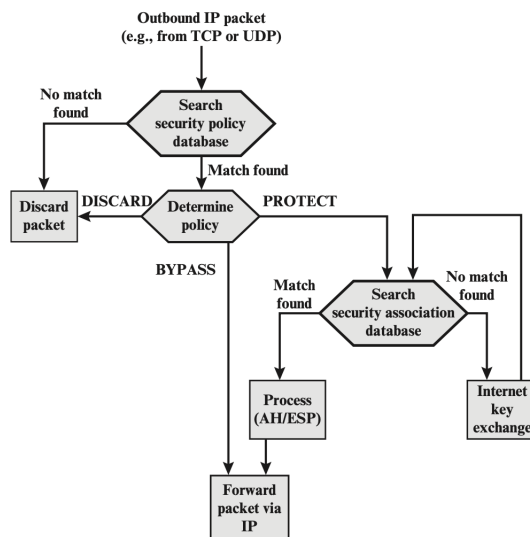 Outbound IP packet
(e.g., from TCP or UDP)
No match
found
Search
security policy
database
Match found
Discard
packet
DISCARD
Determine
policy
PROTECT
BYPASS
Match
found
Search
security association
database
No match
found
Process
(AH/ESP)
Internet
key
exchange
Forward
packet via
IP